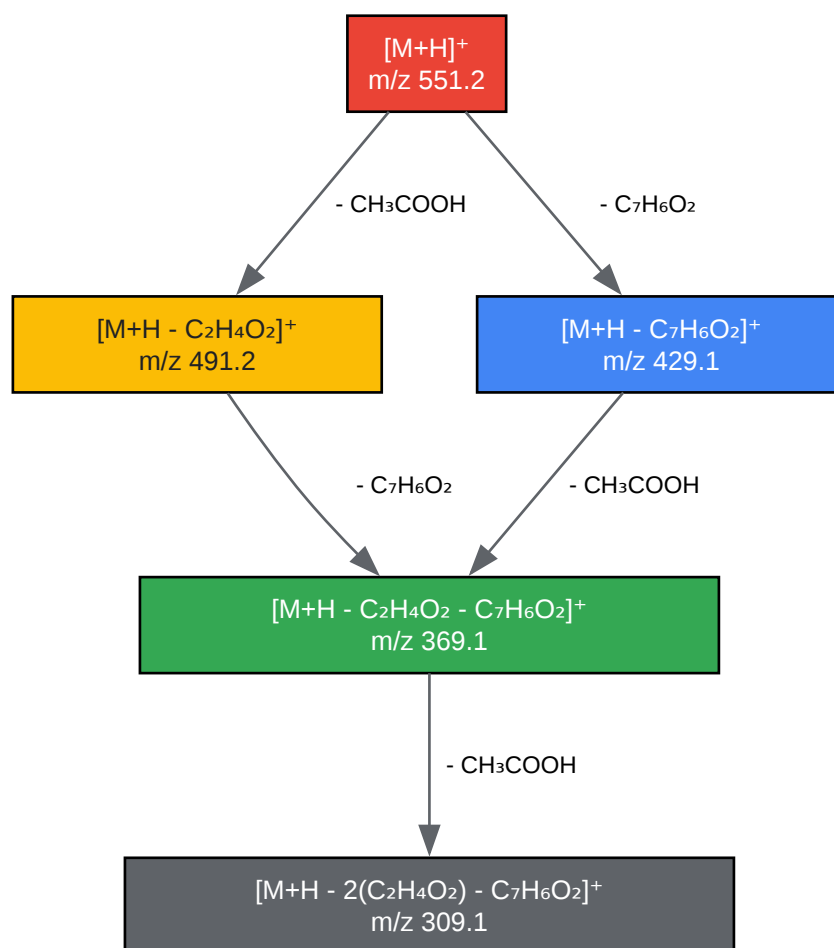 [M+H]⁺
m/z 551.2
- CH₃COOH
- C₇H₆O₂
[M+H - C₂H₄O₂]⁺
m/z 491.2
[M+H - C₇H₆O₂]⁺
m/z 429.1
- C₇H₆O₂
- CH₃COOH
[M+H - C₂H₄O₂ - C₇H₆O₂]⁺
m/z 369.1
- CH₃COOH
[M+H - 2(C₂H₄O₂) - C₇H₆O₂]⁺
m/z 309.1